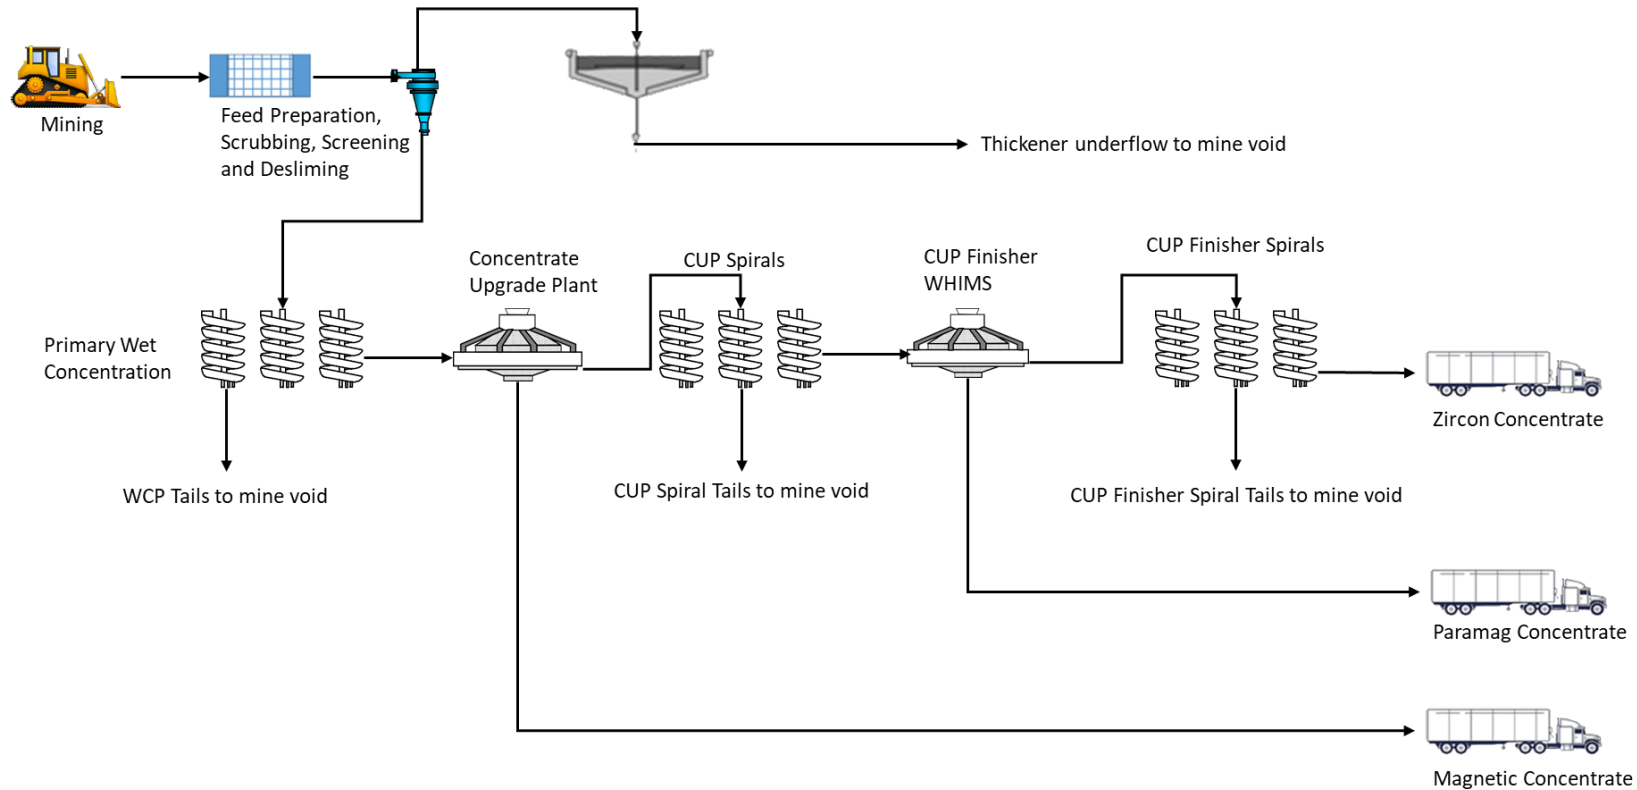 Mining
Feed Preparation,
Scrubbing, Screening
and Desliming
Thickener underflow to mine void
Concentrate
Upgrade Plant
CUP Spirals
CUP Finisher
WHIMS
CUP Finisher Spirals
Primary Wet
Concentration
Zircon Concentrate
WCP Tails to mine void
CUP Spiral Tails to mine void
CUP Finisher Spiral Tails to mine void
Paramag Concentrate
Magnetic Concentrate